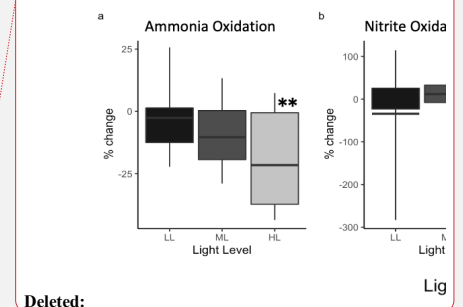 a
Ammonia Oxidation
25
0
-25
% change
**
LL ML HL
Light Level
b
Nitrite Oxida
100
0
-100
-200
-300
% change
LL M
Light
Lig
Deleted: